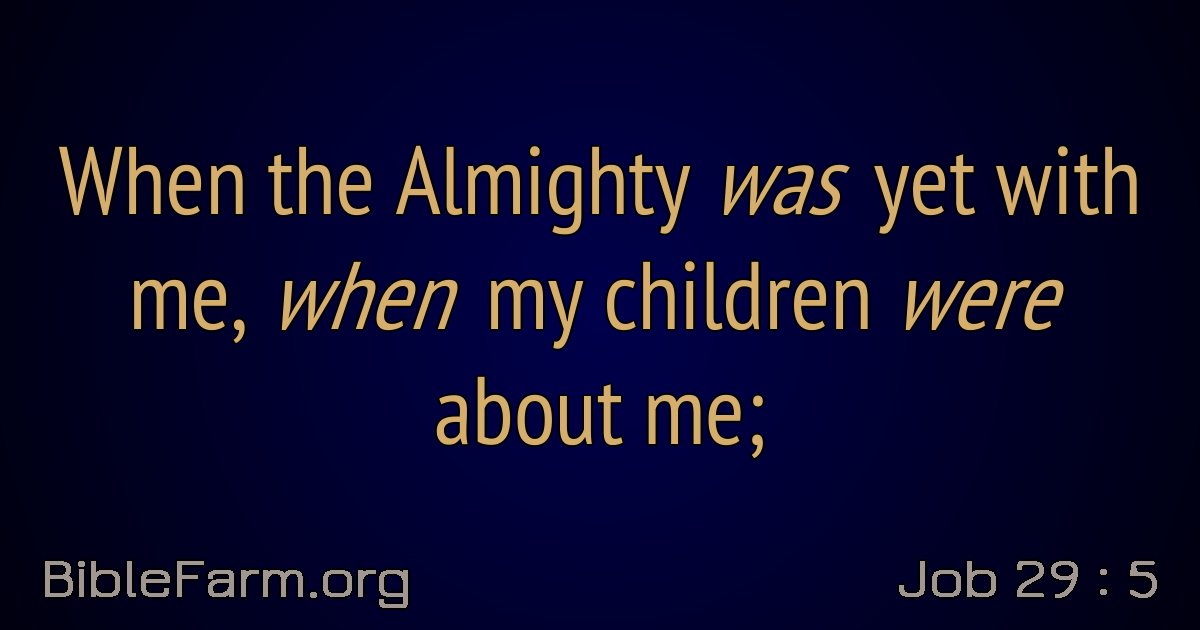 When the Almighty was yet with
me, when my children were
about me;
BibleFarm.org
Job 29 : 5